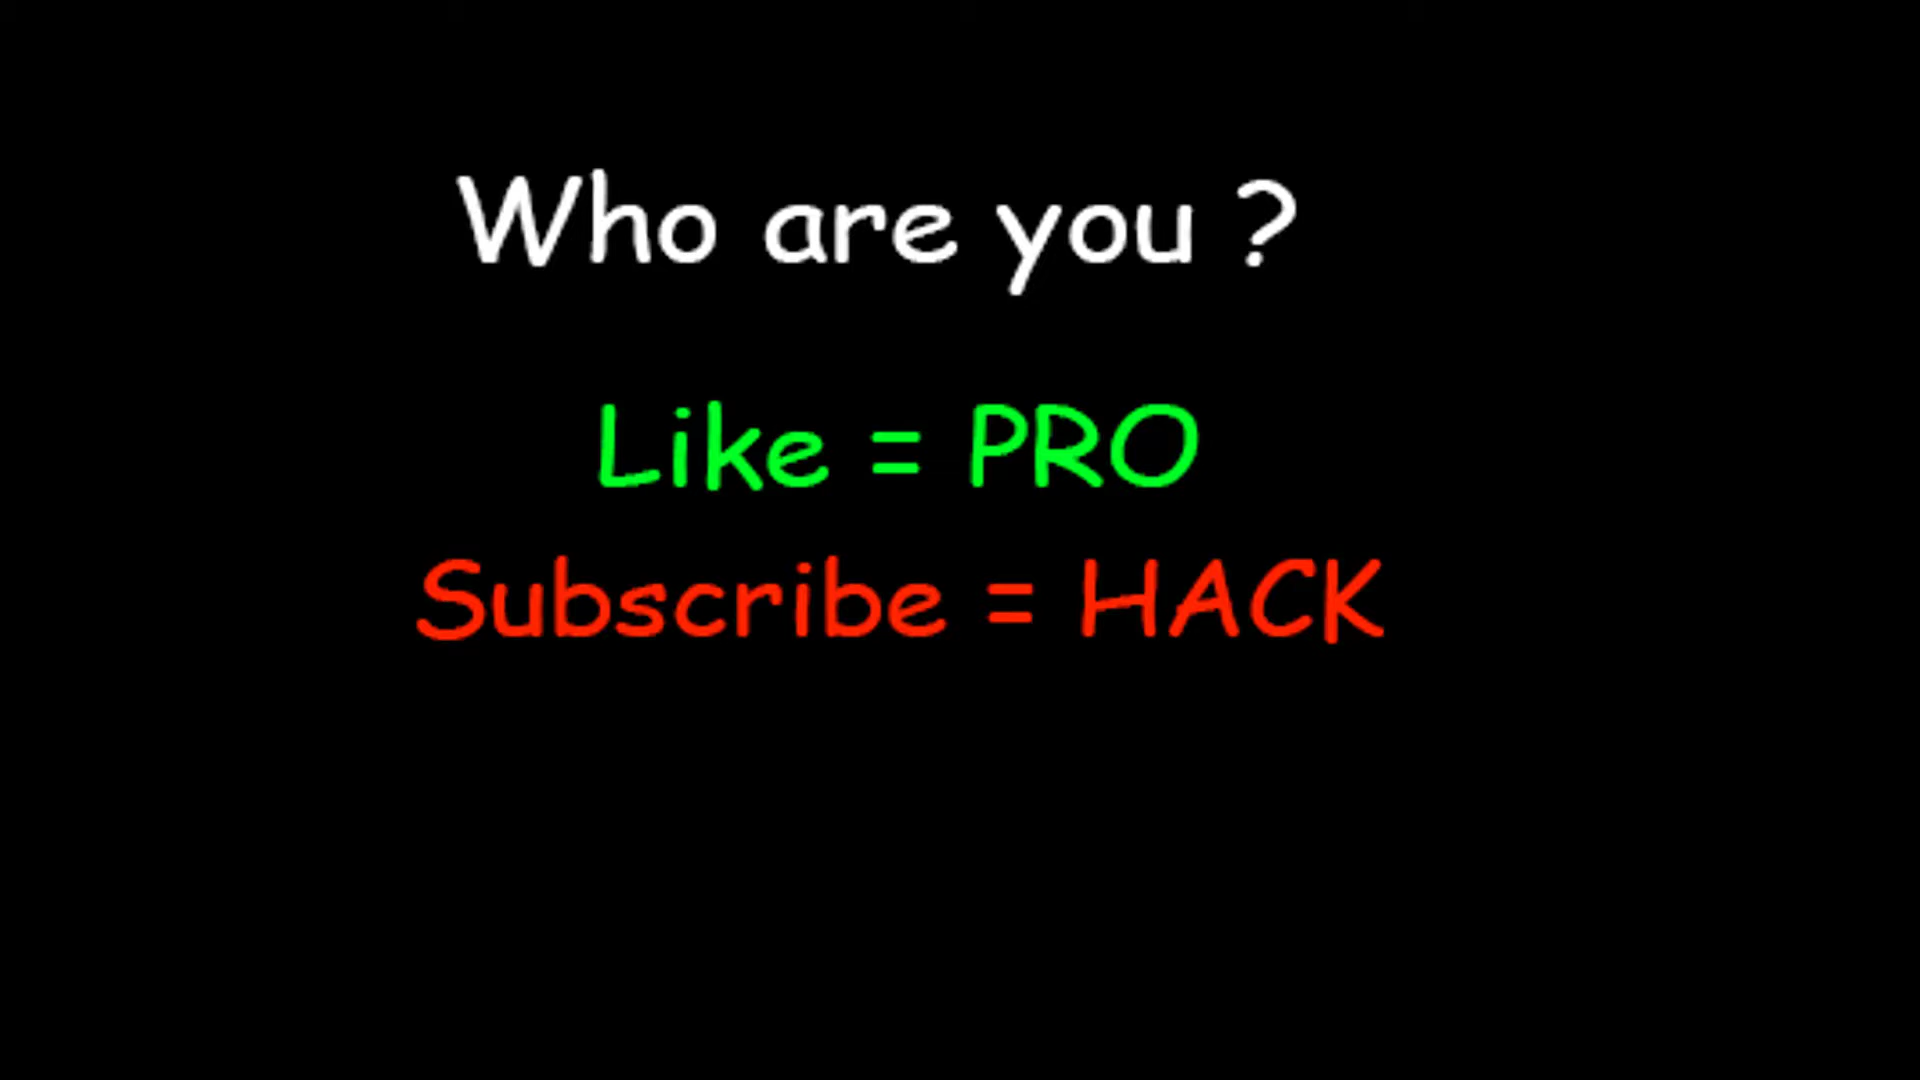 Who are you ?
Like = PRO
Subscribe = HACK